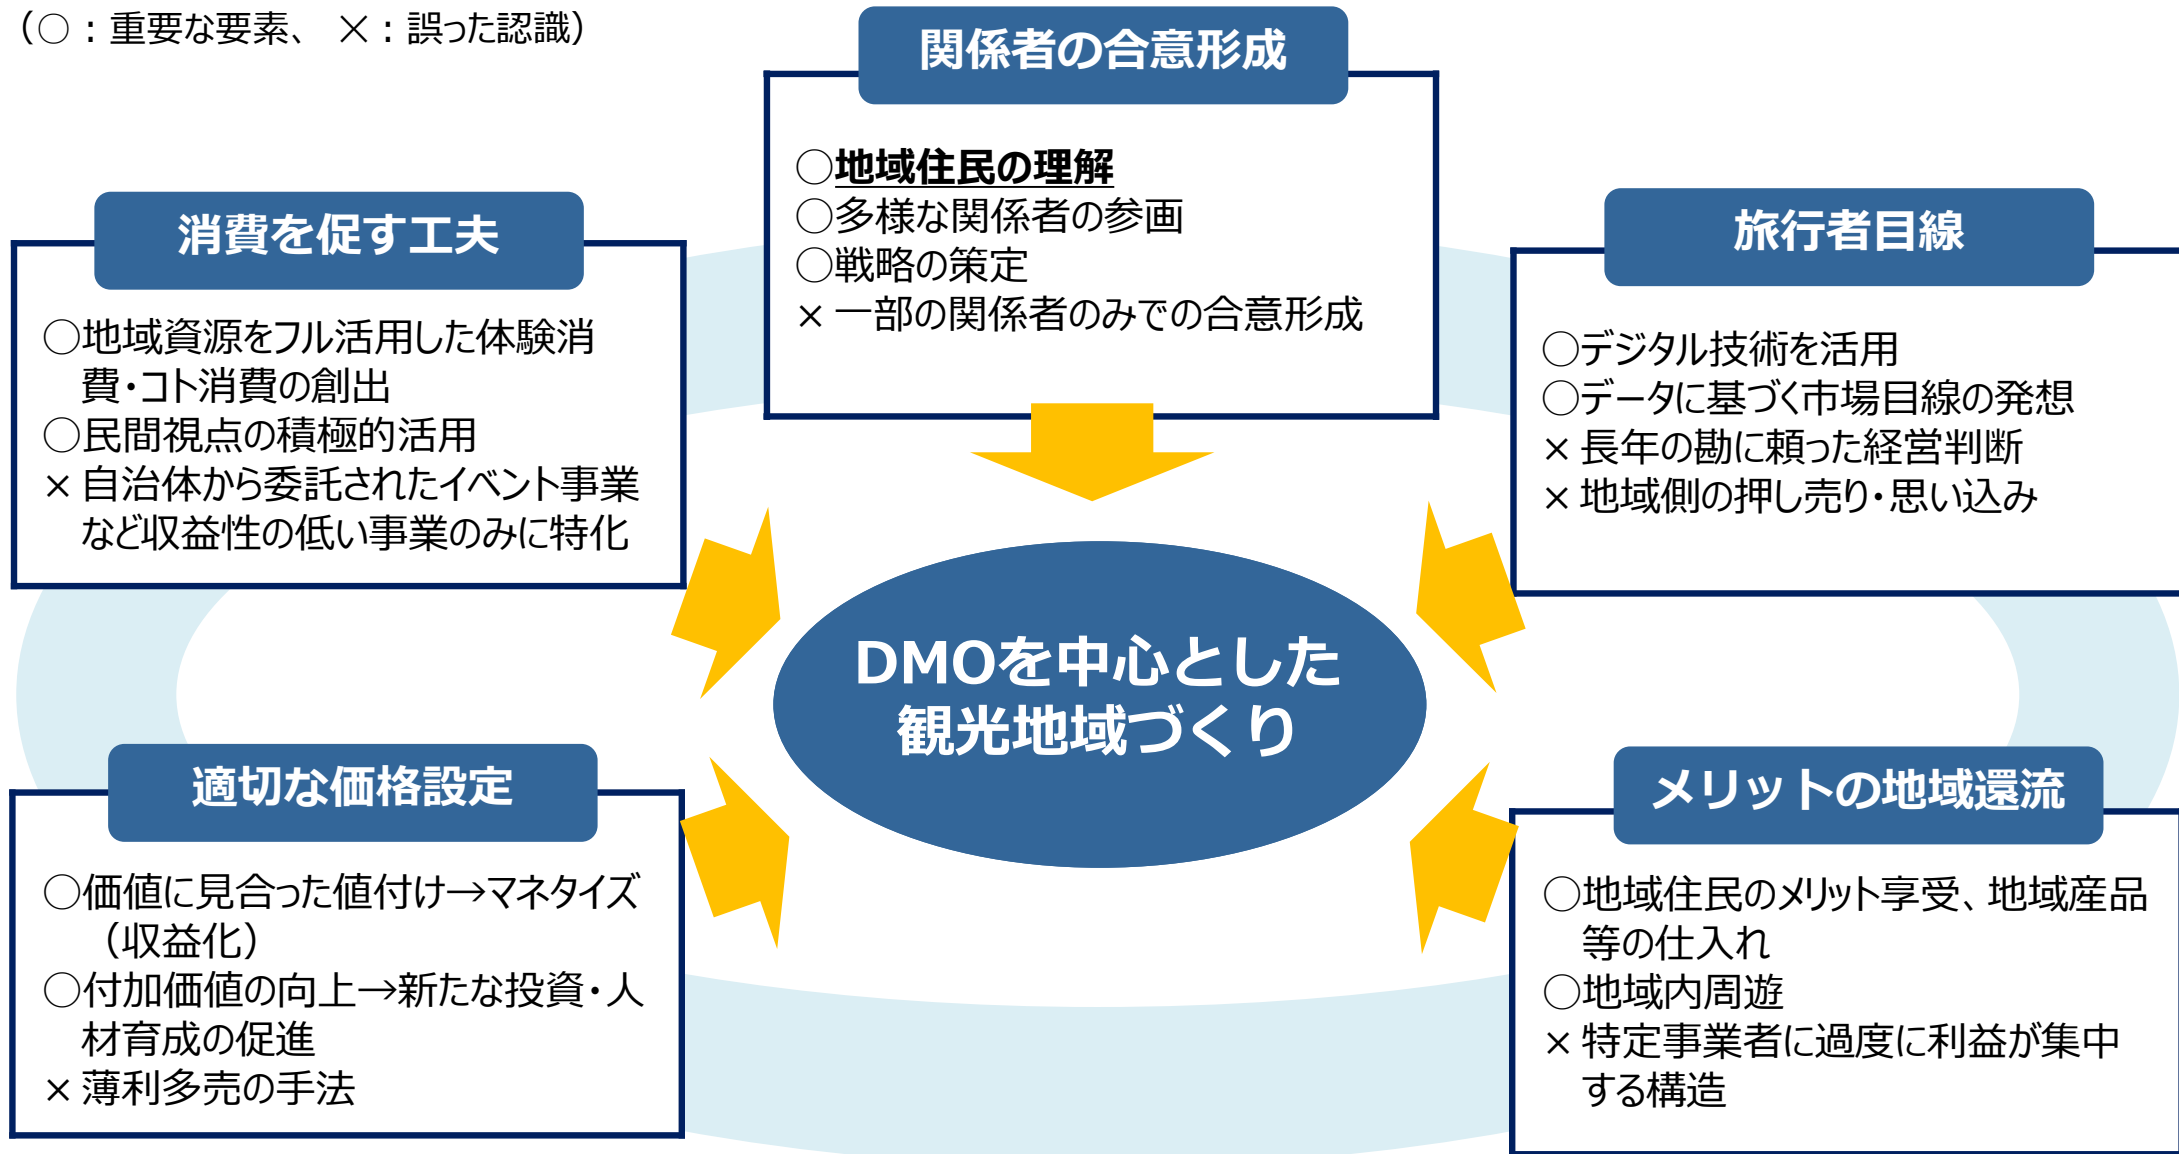 （○：重要な要素、 ×：誤った認識）
関係者の合意形成
○地域住民の理解
○多様な関係者の参画
○戦略の策定
× 一部の関係者のみでの合意形成
消費を促す工夫
○地域資源をフル活用した体験消
費・コト消費の創出
○民間視点の積極的活用
× 自治体から委託されたイベント事業
など収益性の低い事業のみに特化
旅行者目線
○デジタル技術を活用
○データに基づく市場目線の発想
× 長年の勘に頼った経営判断
× 地域側の押し売り・思い込み
DMOを中心とした
観光地域づくり
適切な価格設定
○価値に見合った値付け→マネタイズ
（収益化）
○付加価値の向上→新たな投資・人
材育成の促進
× 薄利多売の手法
メリットの地域還流
○地域住民のメリット享受、地域産品
等の仕入れ
○地域内周遊
× 特定事業者に過度に利益が集中
する構造